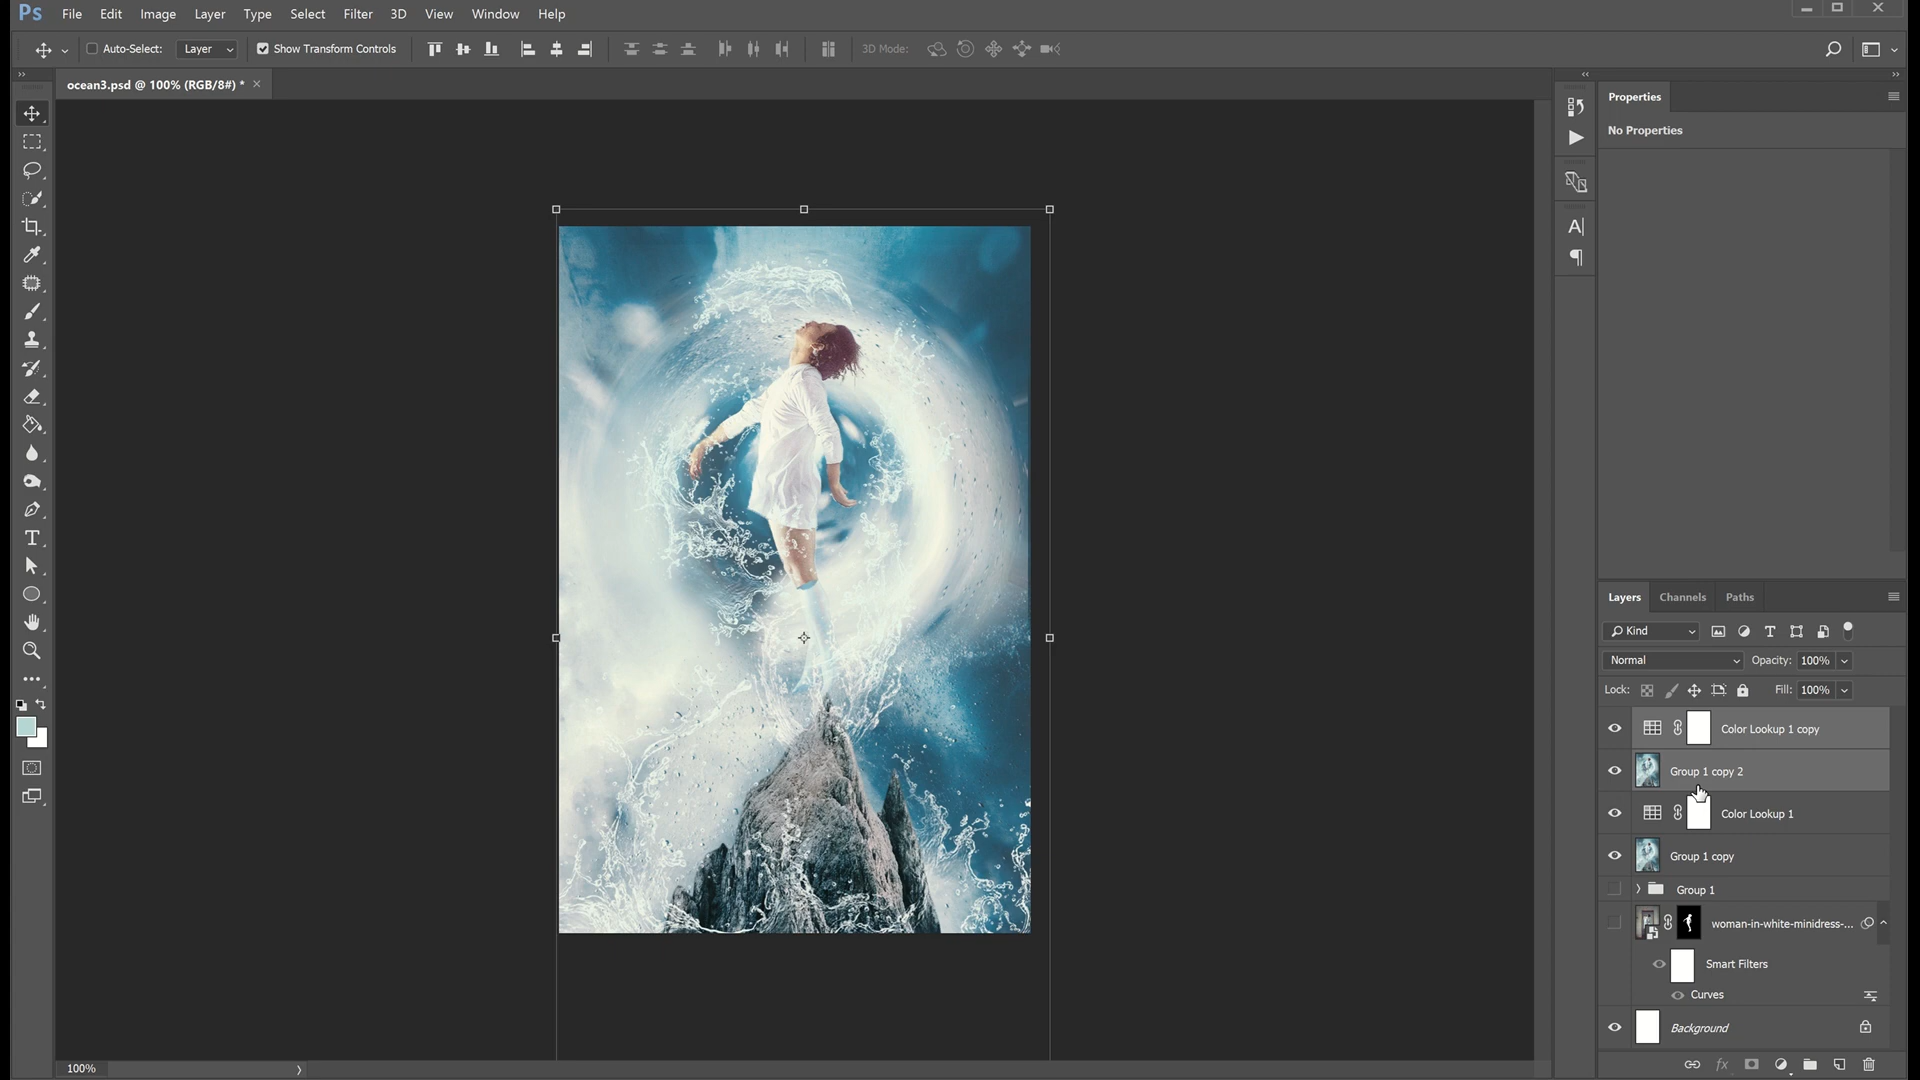 Ps File Edit Image Layer Type Select Filter 3D View Window Help
Auto-Select: Layer Show Transform Controls 3D Mode:
ocean3.psd @ 100% (RGB/8#) *
Properties
No Properties
Layers Channels Paths
Kind
Normal Opacity: 100%
Lock: Fill: 100%
Color Lookup 1 copy
Group 1 copy 2
Color Lookup 1
Group 1 copy
Group 1
woman-in-white-minidress-...
Smart Filters
Curves
Background
100%